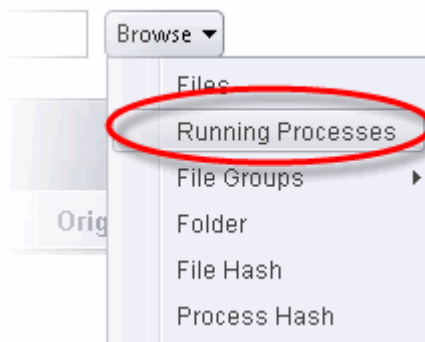 Browse
Files
Running Processes
File Groups
Orig
Folder
File Hash
Process Hash